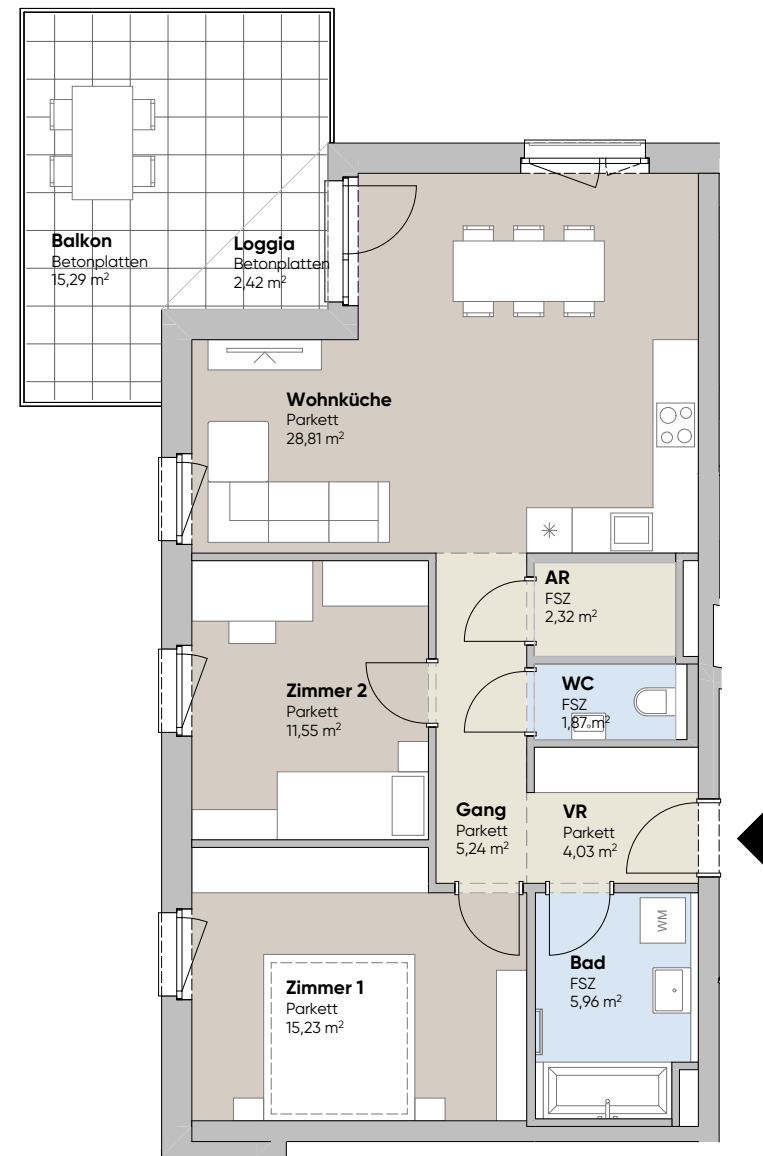 Balkon
Betonplatten
15,29 m²
Loggia
Betonplatten
2,42 m²
Wohnküche
Parkett
28,81 m²
AR
FSZ
2,32 m²
Zimmer 2
Parkett
11,55 m²
WC
FSZ
1,87 m²
Gang
Parkett
5,24 m²
VR
Parkett
4,03 m²
WM
Bad
FSZ
5,96 m²
Zimmer 1
Parkett
15,23 m²